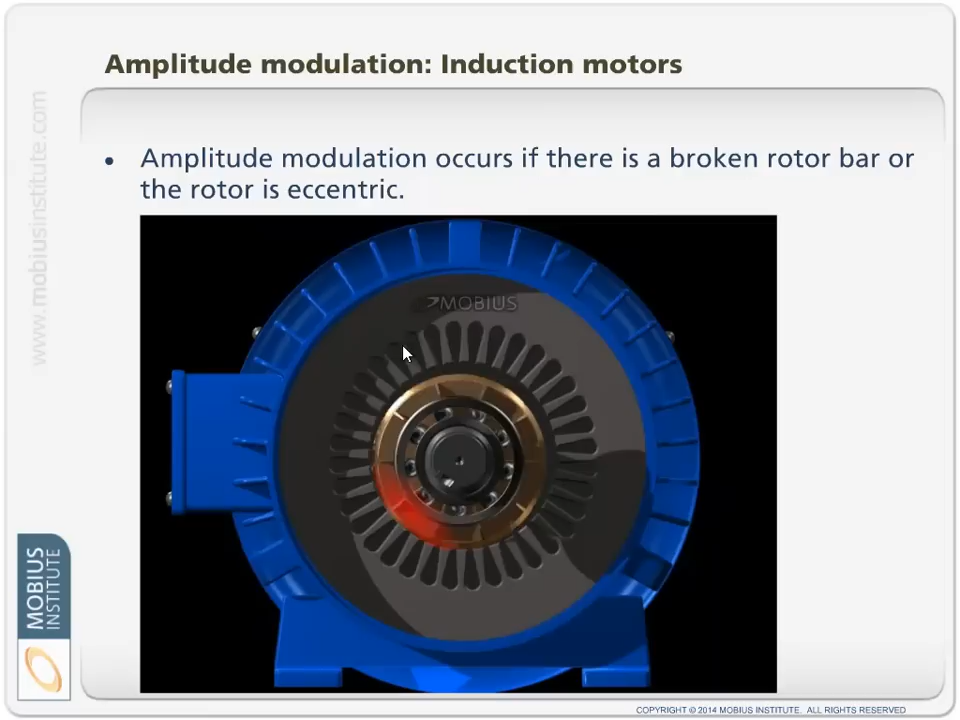 Amplitude modulation: Induction motors
• Amplitude modulation occurs if there is a broken rotor bar or
the rotor is eccentric.
MOBIUS
www.mobiusinstitute.com
MOBIUS
INSTITUTE
COPYRIGHT © 2014 MOBIUS INSTITUTE. ALL RIGHTS RESERVED